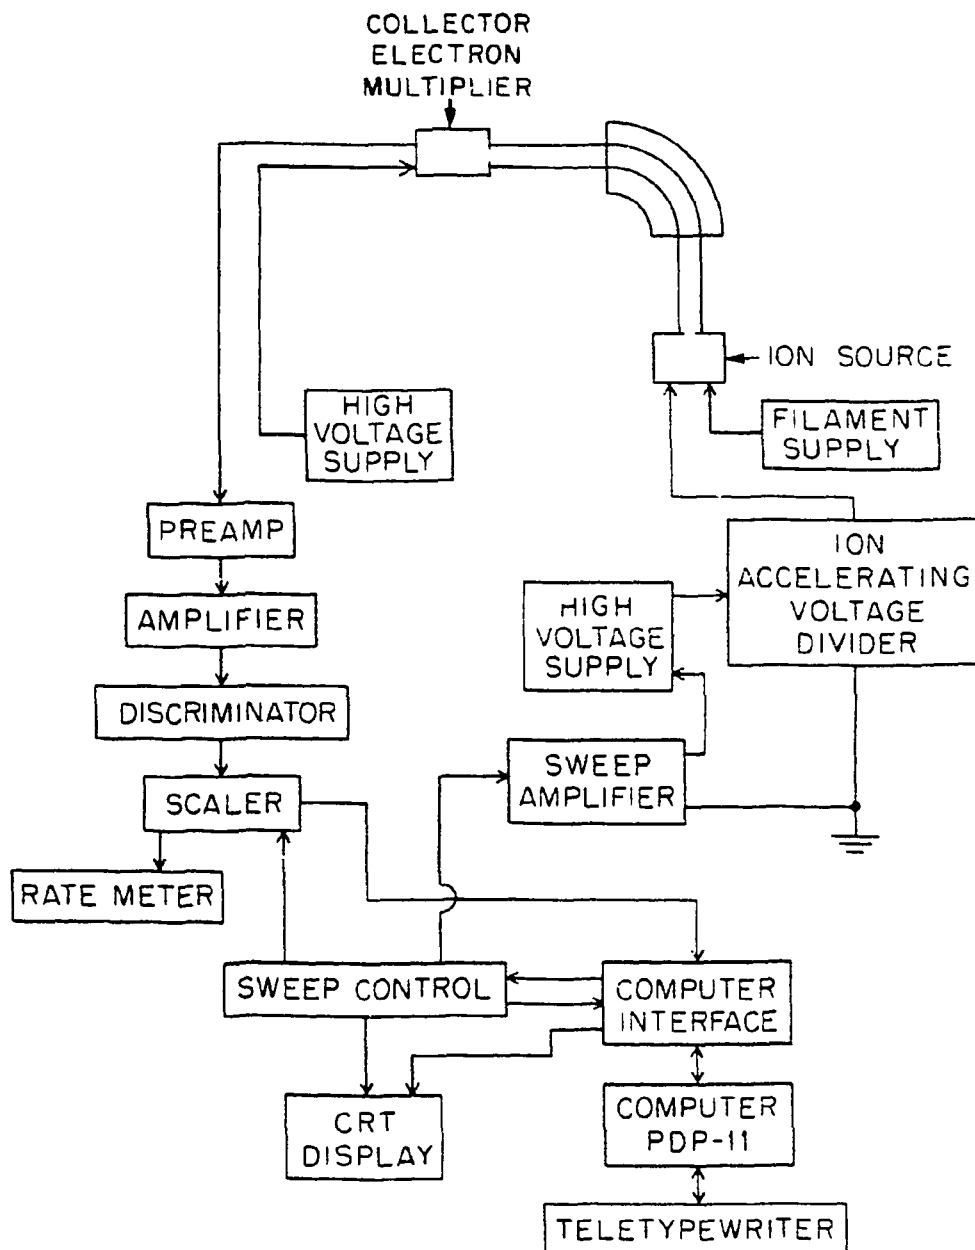 COLLECTOR
ELECTRON
MULTIPLIER
ION SOURCE
HIGH
VOLTAGE
SUPPLY
FILAMENT
SUPPLY
PREAMP
ION
ACCELERATING
VOLTAGE
DIVIDER
AMPLIFIER
HIGH
VOLTAGE
SUPPLY
DISCRIMINATOR
SWEEP
AMPLIFIER
SCALER
RATE METER
SWEEP CONTROL
COMPUTER
INTERFACE
CRT
DISPLAY
COMPUTER
PDP-11
TELETYPEWRITER